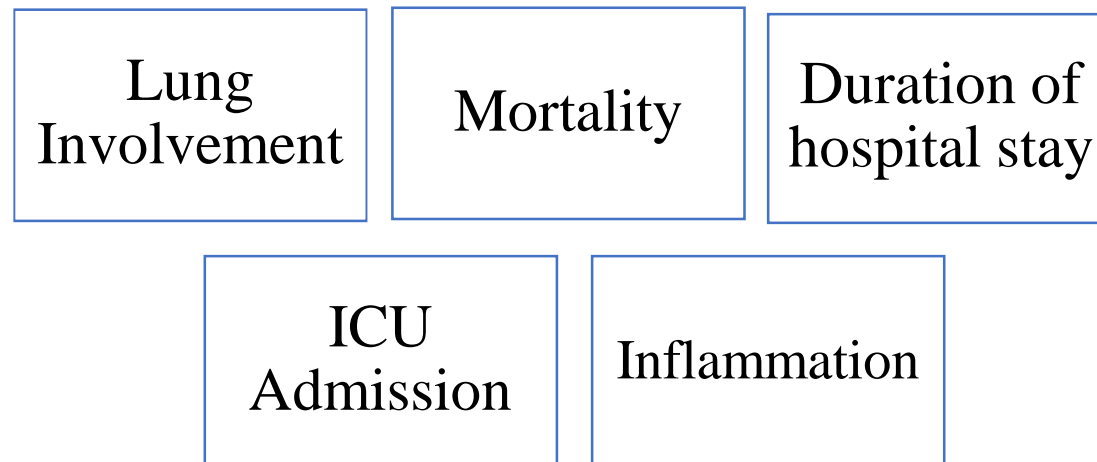 Lung
Involvement
Mortality
Duration of
hospital stay
ICU
Admission
Inflammation